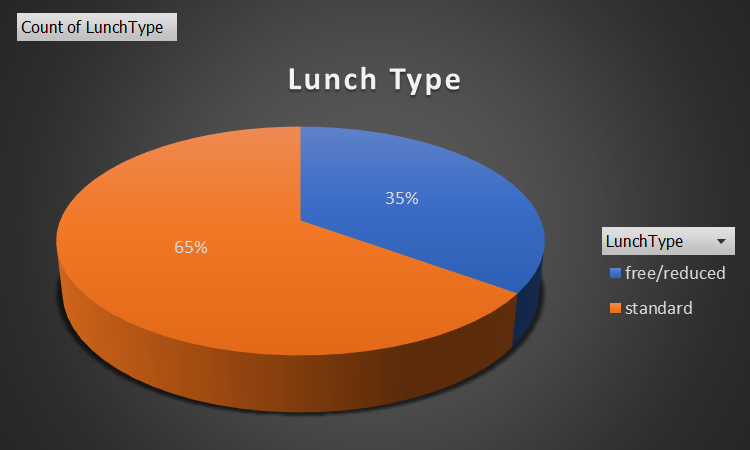 Count of LunchType
Lunch Type
35%
65%
LunchType
free/reduced
standard